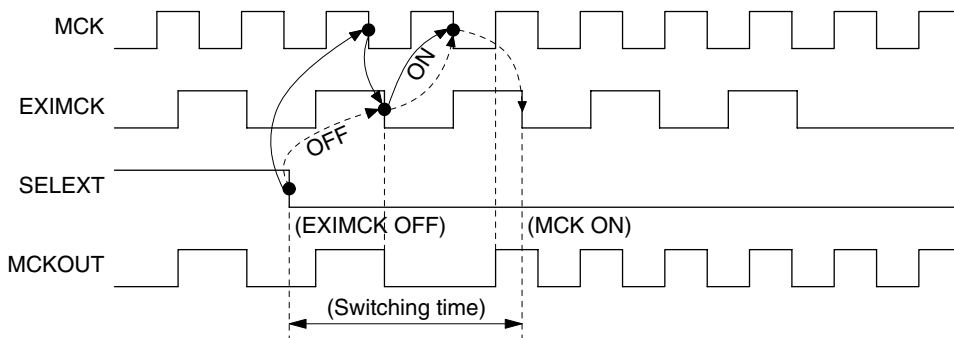 MCK
ON
EXIMCK
OFF
SELEXT
(EXIMCK OFF) (MCK ON)
MCKOUT
(Switching time)